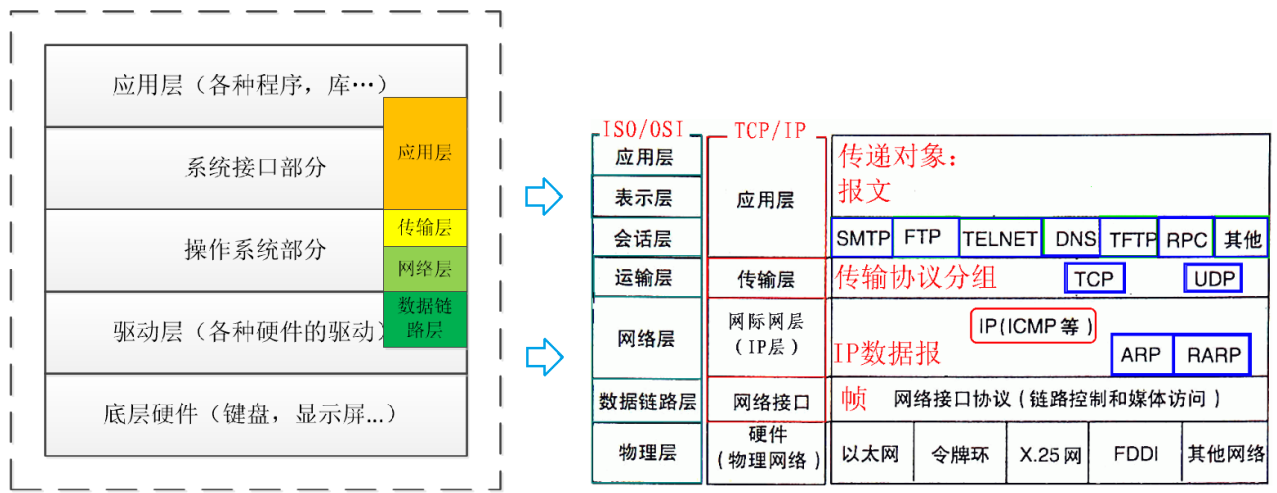 应用层（各种程序，库…）
系统接口部分
操作系统部分
驱动层（各种硬件的驱动）
底层硬件（键盘，显示屏...）
应用层
传输层
网络层
数据链
路层
ISO/OSI
TCP/IP
应用层
表示层
会话层
运输层
网络层
数据链路层
物理层
应用层
传输层
网际网层
（IP层）
网络接口
硬件
（物理网络）
传递对象：
报文
SMTP FTP TELNET DNS TFTP RPC 其他
传输协议分组 TCP UDP
IP(ICMP 等)
IP数据报
ARP RARP
帧 网络接口协议（链路控制和媒体访问）
以太网 令牌环 X.25 网 FDDI 其他网络